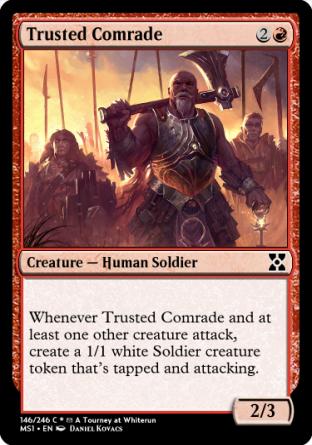 Trusted Comrade 2
Creature — Human Soldier
Whenever Trusted Comrade and at
least one other creature attack,
create a 1/1 white Soldier creature
token that's tapped and attacking.
146/246 C * A Tourney at Whiterun
MS1 • EN Daniel Kovacs
2/3